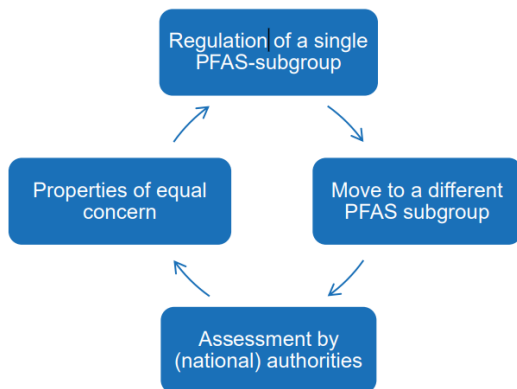 Regulation of a single
PFAS-subgroup
Properties of equal
concern
Move to a different
PFAS subgroup
Assessment by
(national) authorities